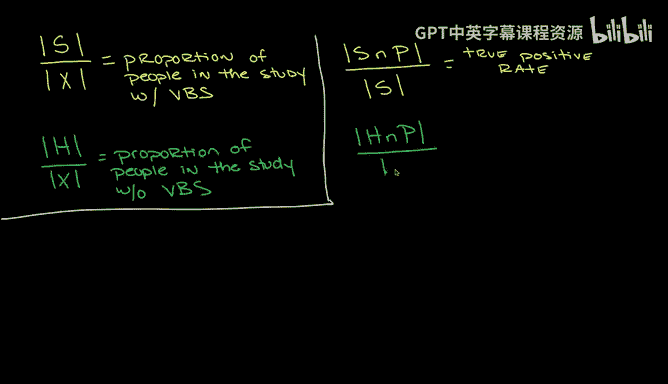 GPT中英字幕课程资源 bilibili
|S|
|X|
= PROPORTION OF
PEOPLE IN THE STUDY
W/ VBS
|H|
|X|
= PROPORTION OF
PEOPLE IN THE STUDY
W/O VBS
|S∩P|
|S|
= TRUE POSITIVE
RATE
|H∩P|
|